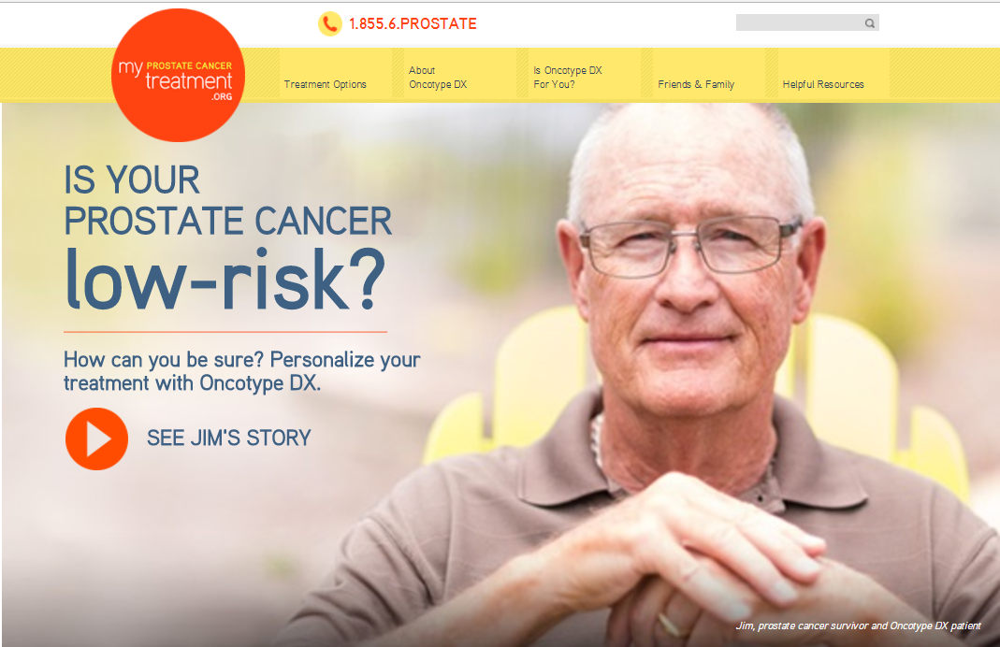 1.855.6.PROSTATE
my PROSTATE CANCER
treatment
.ORG
Treatment Options
About
Oncotype DX
Is Oncotype DX
For You?
Friends & Family
Helpful Resources
IS YOUR
PROSTATE CANCER
low-risk?
How can you be sure? Personalize your
treatment with Oncotype DX.
SEE JIM'S STORY
Jim, prostate cancer survivor and Oncotype DX patient